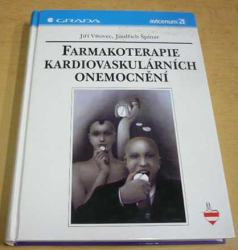 GRADA
avicenum
Jiří Vítovec, Jindřich Špinar
FARMAKOTERAPIE
KARDIOVASKULÁRNÍCH
ONEMOCNĚNÍ